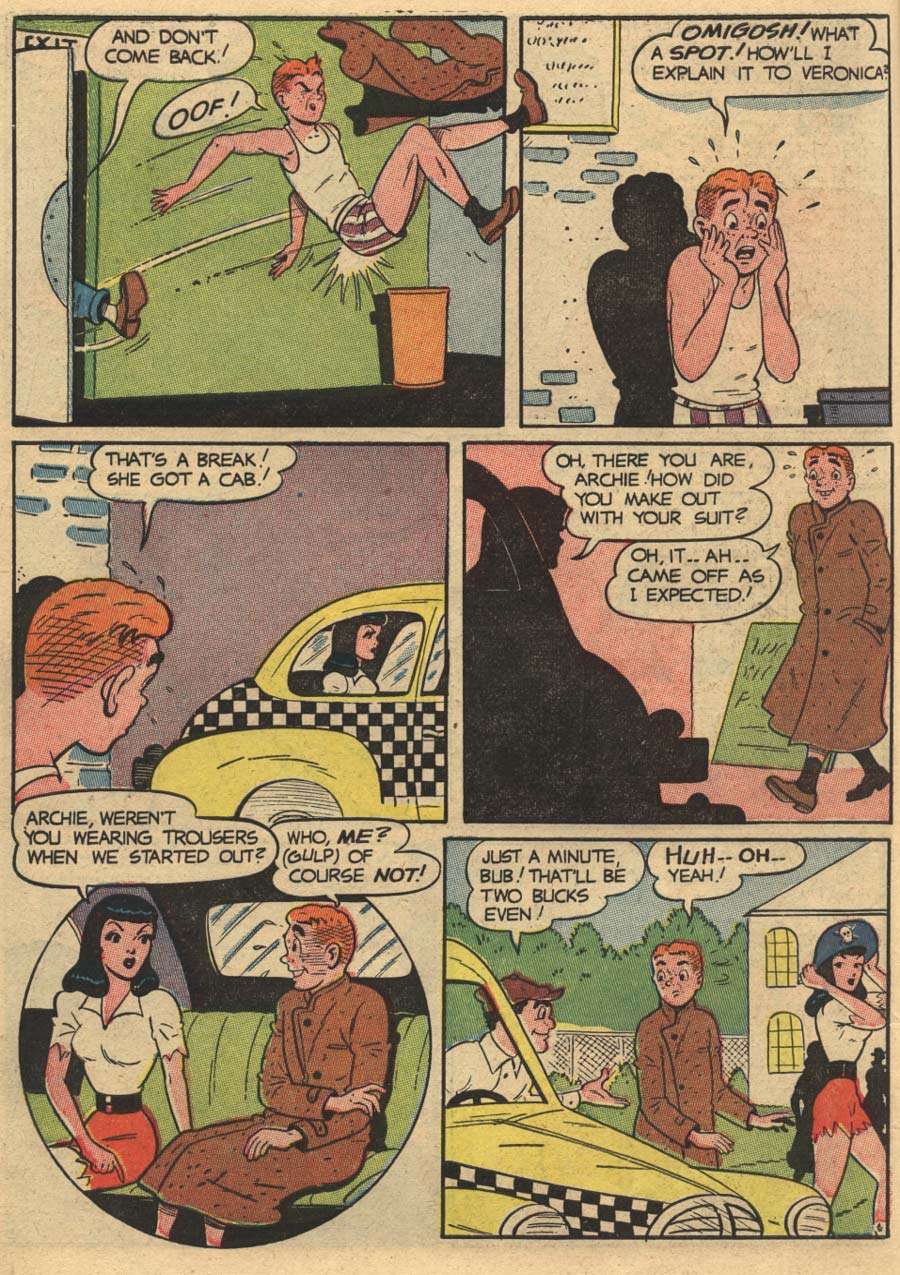 EXIT
AND DON'T
COME BACK!
OOF!
OMIGOSH! WHAT
A SPOT! HOW'LL I
EXPLAIN IT TO VERONICA?
THAT'S A BREAK!
SHE GOT A CAB!
OH, THERE YOU ARE,
ARCHIE! HOW DID
YOU MAKE OUT
WITH YOUR SUIT?
OH, IT-- AH--
CAME OFF AS
I EXPECTED!
ARCHIE, WEREN'T
YOU WEARING TROUSERS
WHEN WE STARTED OUT?
WHO, ME?
(GULP) OF
COURSE NOT!
JUST A MINUTE,
BUB! THAT'LL BE
TWO BUCKS
EVEN!
HUH-- OH--
YEAH!